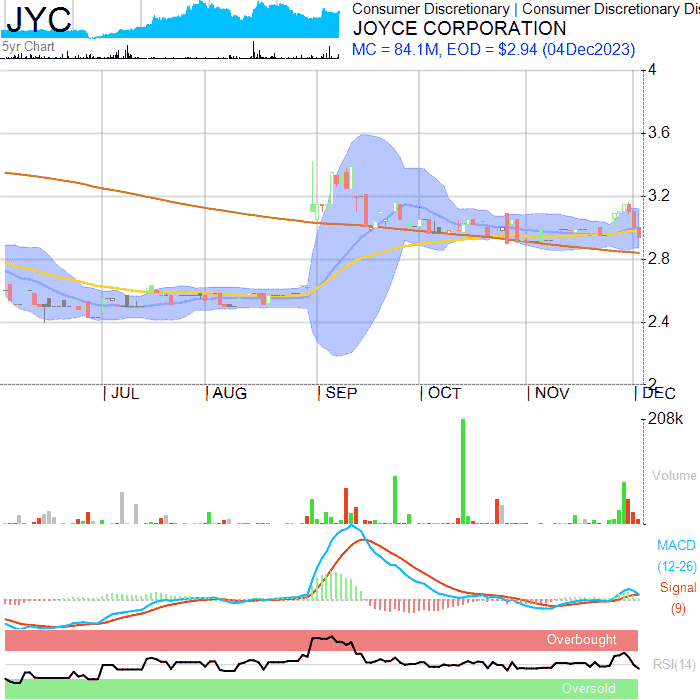 JYC
5yr Chart
Consumer Discretionary | Consumer Discretionary Dis
JOYCE CORPORATION
MC = 84.1M, EOD = $2.94 (04Dec2023)
4
3.6
3.2
2.8
2.4
2
JUL AUG SEP OCT NOV DEC
208k
Volume
MACD
(12-26)
Signal
(9)
Overbought
RSI(14)
Oversold